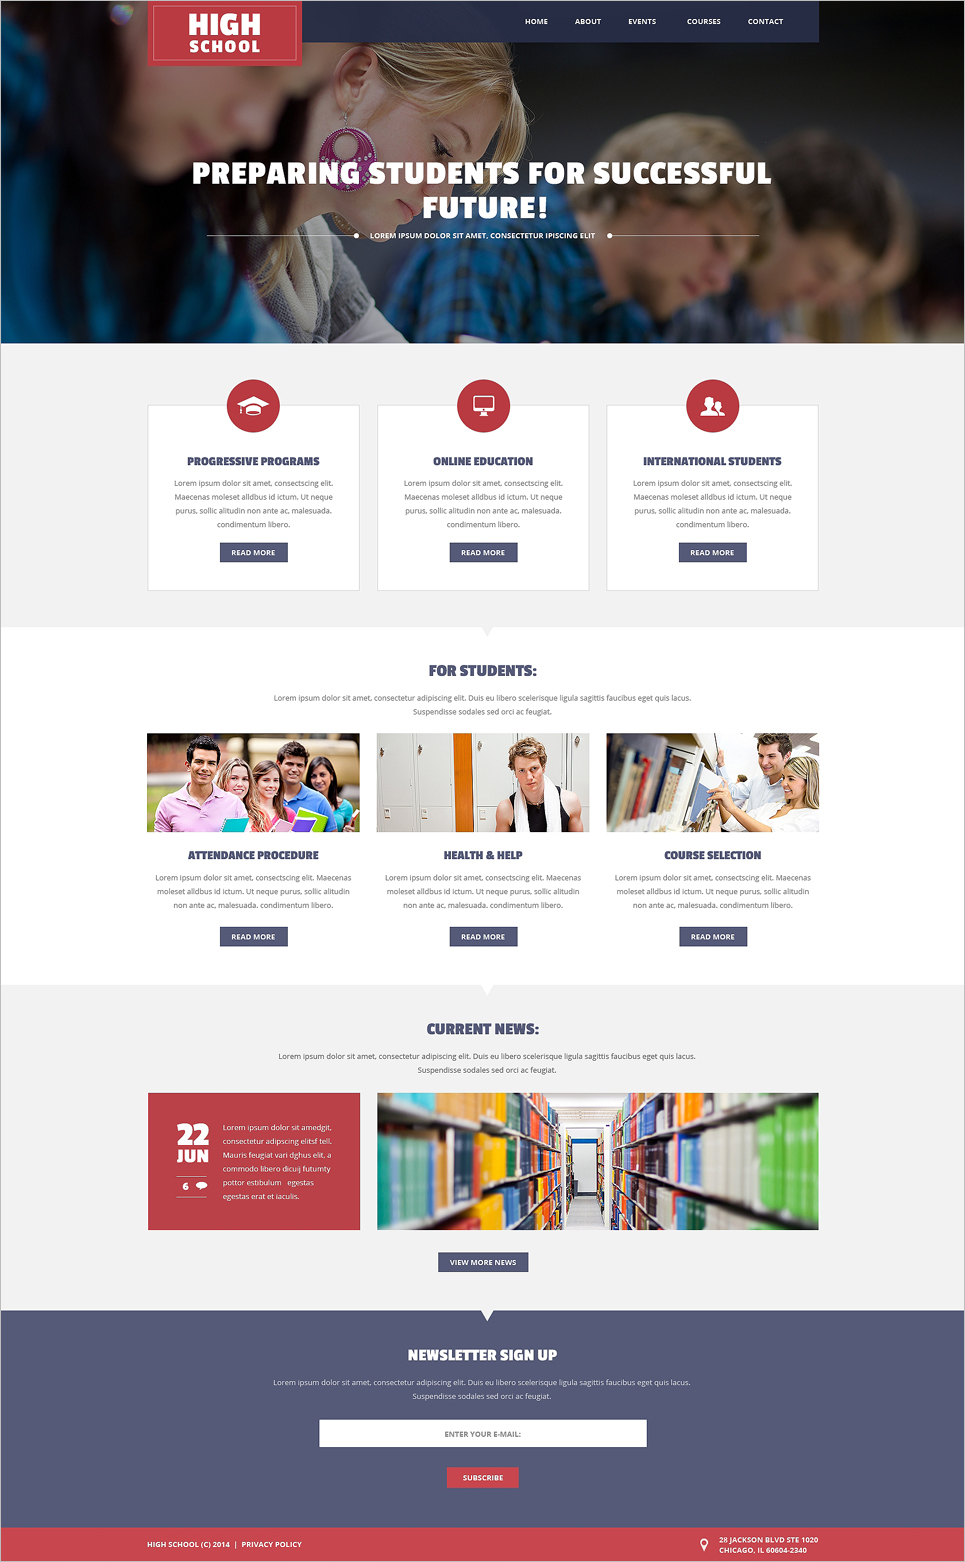 HIGH
SCHOOL
HOME ABOUT EVENTS COURSES CONTACT
PREPARING STUDENTS FOR SUCCESSFUL
FUTURE!
LOREM IPSUM DOLOR SIT AMET, CONSECTETUR IPISCING ELIT
PROGRESSIVE PROGRAMS
Lorem ipsum dolor sit amet, consectscing elit.
Maecenas moleset alldbus id ictum. Ut neque
purus, sollic alitudin non ante ac, malesuada.
condimentum libero.
READ MORE
ONLINE EDUCATION
Lorem ipsum dolor sit amet, consectscing elit.
Maecenas moleset alldbus id ictum. Ut neque
purus, sollic alitudin non ante ac, malesuada.
condimentum libero.
READ MORE
INTERNATIONAL STUDENTS
Lorem ipsum dolor sit amet, consectscing elit.
Maecenas moleset alldbus id ictum. Ut neque
purus, sollic alitudin non ante ac, malesuada.
condimentum libero.
READ MORE
FOR STUDENTS:
Lorem ipsum dolor sit amet, consectetur adipiscing elit. Duis eu libero scelerisque ligula sagittis faucibus eget quis lacus.
Suspendisse sodales sed orci ac feugiat.
ATTENDANCE PROCEDURE
Lorem ipsum dolor sit amet, consectscing elit. Maecenas
moleset alldbus id ictum. Ut neque purus, sollic alitudin
non ante ac, malesuada. condimentum libero.
READ MORE
HEALTH & HELP
Lorem ipsum dolor sit amet, consectscing elit. Maecenas
moleset alldbus id ictum. Ut neque purus, sollic alitudin
non ante ac, malesuada. condimentum libero.
READ MORE
COURSE SELECTION
Lorem ipsum dolor sit amet, consectscing elit. Maecenas
moleset alldbus id ictum. Ut neque purus, sollic alitudin
non ante ac, malesuada. condimentum libero.
READ MORE
CURRENT NEWS:
Lorem ipsum dolor sit amet, consectetur adipiscing elit. Duis eu libero scelerisque ligula sagittis faucibus eget quis lacus.
Suspendisse sodales sed orci ac feugiat.
22
JUN
6
Lorem ipsum dolor sit amedgit,
consectetur adipscing elitsf tell.
Mauris feugiat vari dghus elit, a
commodo libero dicuij futumty
pottor estibulum egestas
egestas erat et iaculis.
VIEW MORE NEWS
NEWSLETTER SIGN UP
Lorem ipsum dolor sit amet, consectetur adipiscing elit. Duis eu libero scelerisque ligula sagittis faucibus eget quis lacus.
Suspendisse sodales sed orci ac feugiat.
ENTER YOUR E-MAIL:
SUBSCRIBE
HIGH SCHOOL (C) 2014 | PRIVACY POLICY
28 JACKSON BLVD STE 1020
CHICAGO, IL 60604-2340